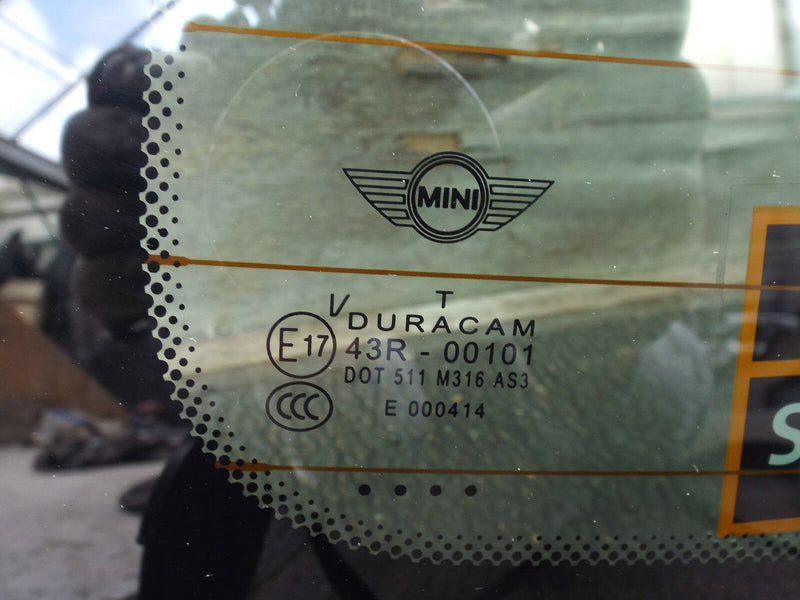 MINI
V T
DURACAM
E17 43R - 00101
DOT 511 M316 AS3
CCC E 000414
S